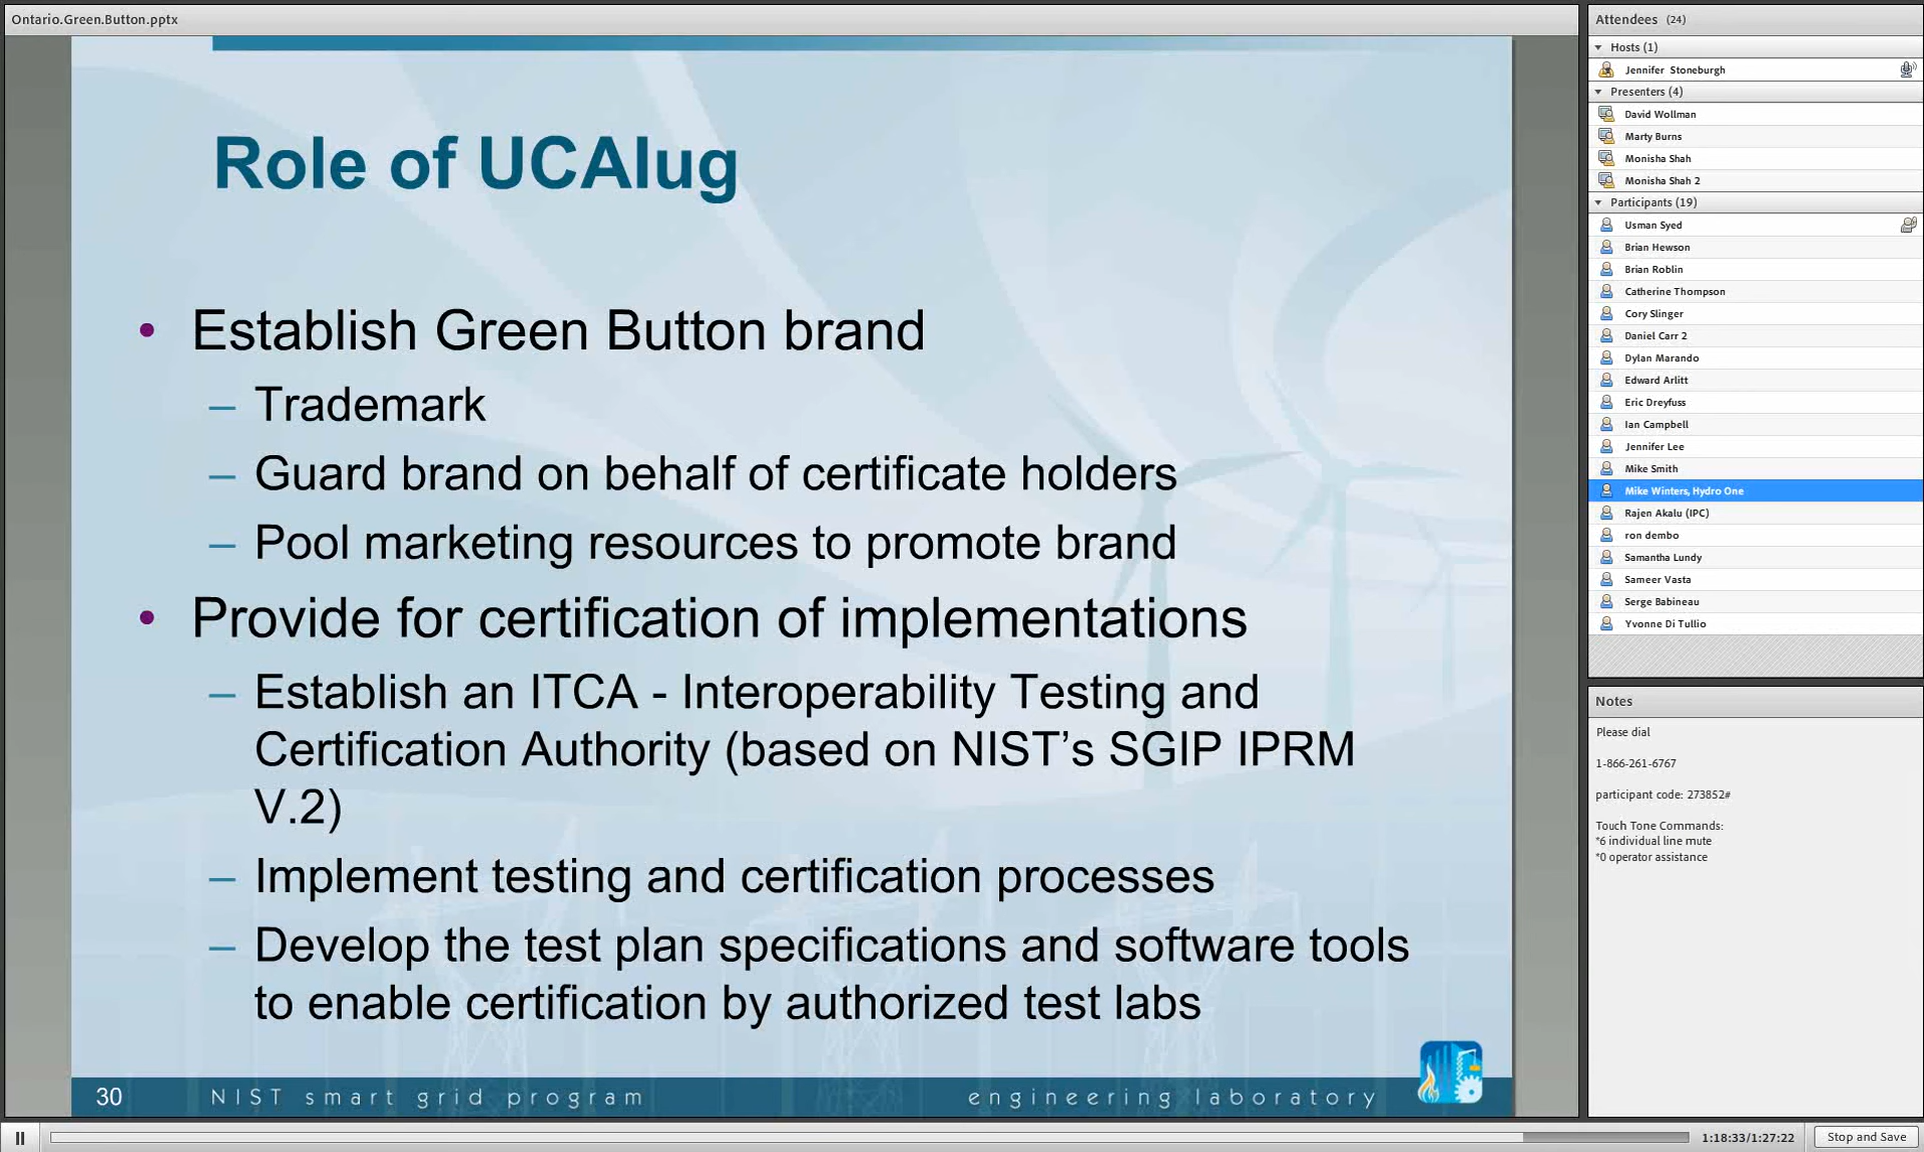 Ontario.Green.Button.pptx
Role of UCAIug
• Establish Green Button brand
– Trademark
– Guard brand on behalf of certificate holders
– Pool marketing resources to promote brand
• Provide for certification of implementations
– Establish an ITCA - Interoperability Testing and
Certification Authority (based on NIST’s SGIP IPRM
V.2)
– Implement testing and certification processes
– Develop the test plan specifications and software tools
to enable certification by authorized test labs
30 NIST smart grid program engineering laboratory
Attendees (24)
Hosts (1)
Jennifer Stoneburgh
Presenters (4)
David Wollman
Marty Burns
Monisha Shah
Monisha Shah 2
Participants (19)
Usman Syed
Brian Hewson
Brian Roblin
Catherine Thompson
Cory Slinger
Daniel Carr 2
Dylan Marando
Edward Arlitt
Eric Dreyfuss
Ian Campbell
Jennifer Lee
Mike Smith
Mike Winters, Hydro One
Rajen Akalu (IPC)
ron dembo
Samantha Lundy
Sameer Vasta
Serge Babineau
Yvonne Di Tullio
Notes
Please dial
1-866-261-6767
participant code: 273852#
Touch Tone Commands:
*6 individual line mute
*0 operator assistance
1:18:33/1:27:22
Stop and Save